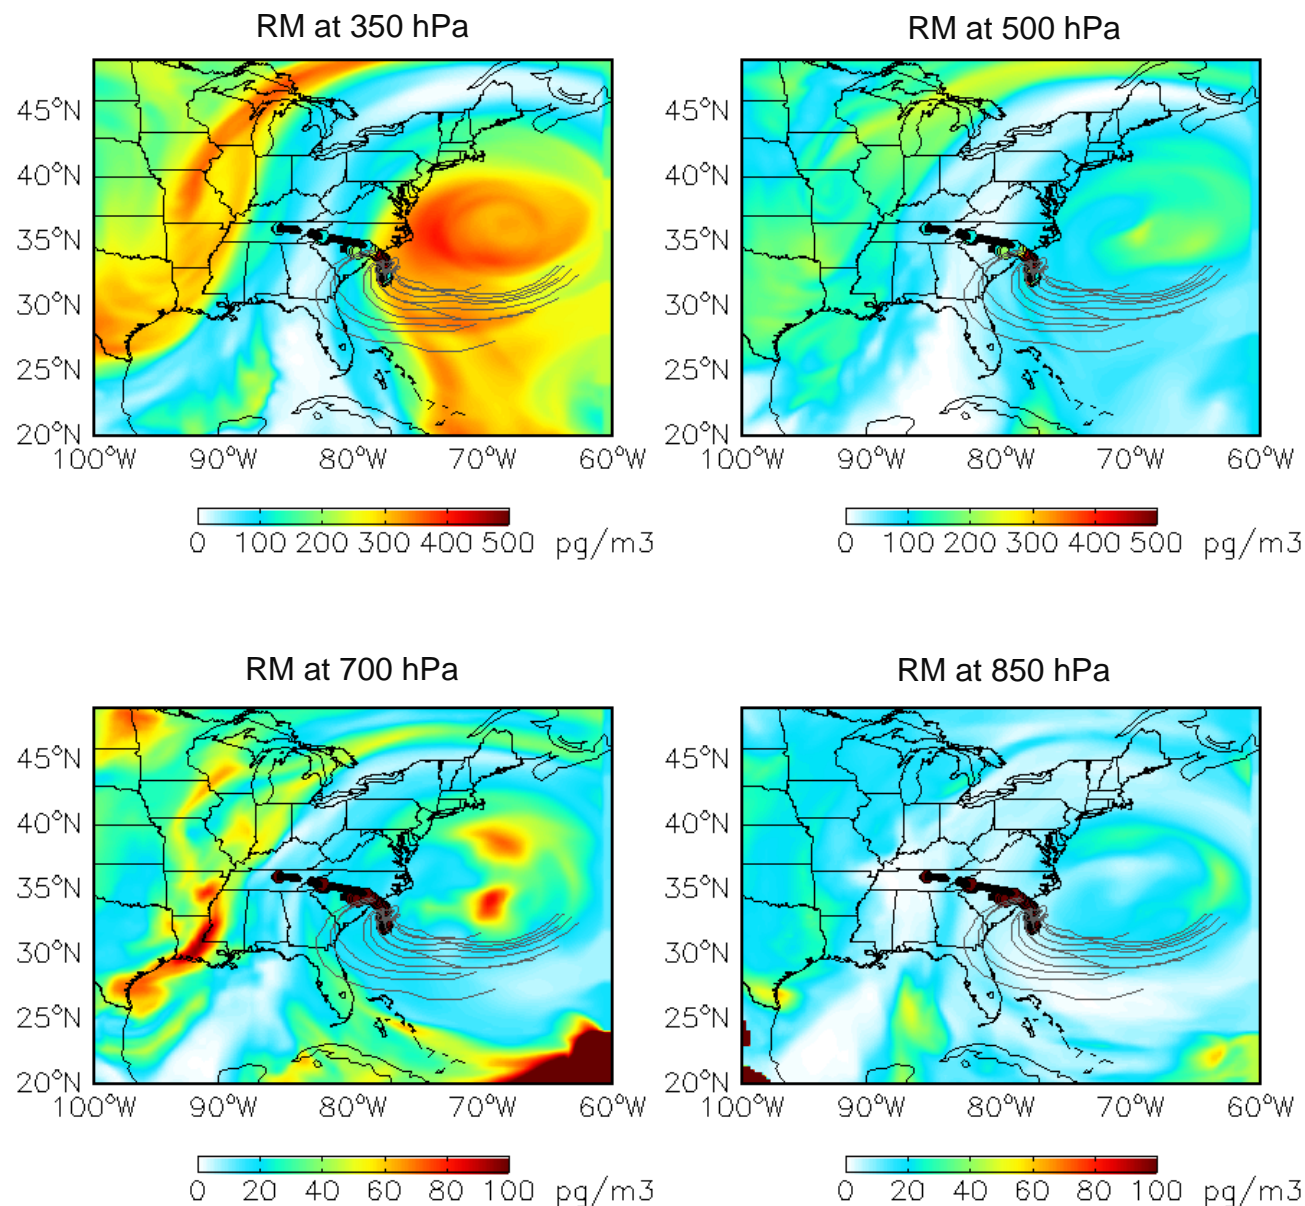 RM at 350 hPa
RM at 500 hPa
45°N
40°N
35°N
30°N
25°N
20°N
100°W 90°W 80°W 70°W 60°W
0 100 200 300 400 500 pg/m3
45°N
40°N
35°N
30°N
25°N
20°N
100°W 90°W 80°W 70°W 60°W
0 100 200 300 400 500 pg/m3
RM at 700 hPa
RM at 850 hPa
45°N
40°N
35°N
30°N
25°N
20°N
100°W 90°W 80°W 70°W 60°W
0 20 40 60 80 100 pg/m3
45°N
40°N
35°N
30°N
25°N
20°N
100°W 90°W 80°W 70°W 60°W
0 20 40 60 80 100 pg/m3